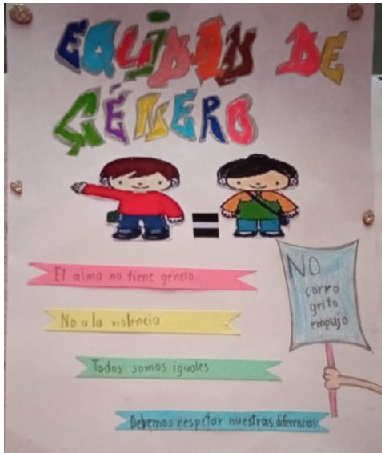 EQUIDAD DE
GÉNERO
=
El alma no tiene genero
No a la violencia
Todos somos iguales
Debemos respetar nuestras diferencias
NO
corro
grito
empujo